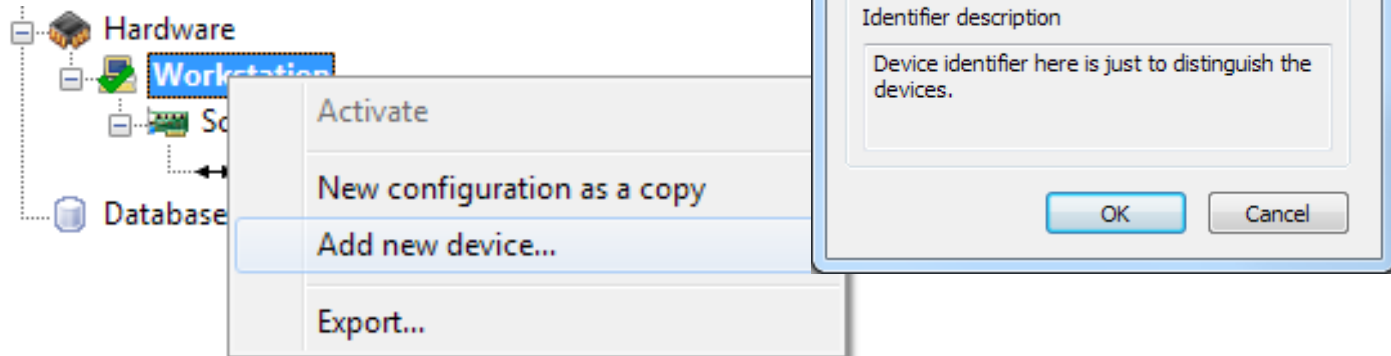 Hardware
Workstation
Activate
New configuration as a copy
Database
Add new device...
Export...
Identifier description
Device identifier here is just to distinguish the
devices.
OK
Cancel